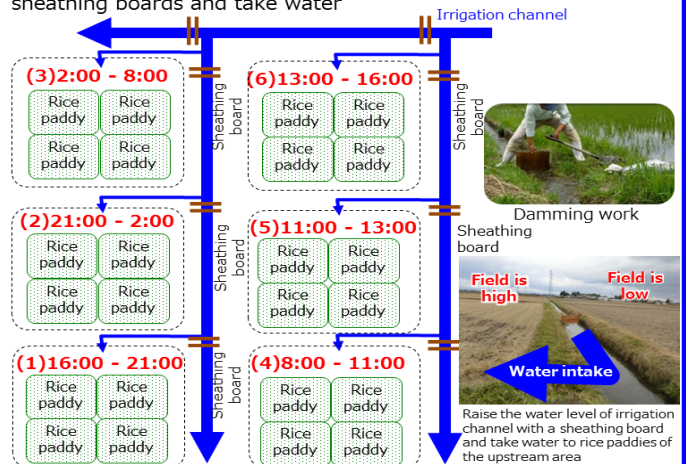 sheathing boards and take water
Irrigation channel
(3)2:00 - 8:00
Rice paddy
Rice paddy
Rice paddy
Rice paddy
Sheathing board
(6)13:00 - 16:00
Rice paddy
Rice paddy
Rice paddy
Rice paddy
Sheathing board
Damming work
(2)21:00 - 2:00
Rice paddy
Rice paddy
Rice paddy
Rice paddy
Sheathing board
(5)11:00 - 13:00
Rice paddy
Rice paddy
Rice paddy
Rice paddy
Sheathing
board
Field is
high
Field is
low
Water intake
(1)16:00 - 21:00
Rice paddy
Rice paddy
Rice paddy
Rice paddy
Sheathing board
(4)8:00 - 11:00
Rice paddy
Rice paddy
Rice paddy
Rice paddy
Raise the water level of irrigation
channel with a sheathing board
and take water to rice paddies of
the upstream area